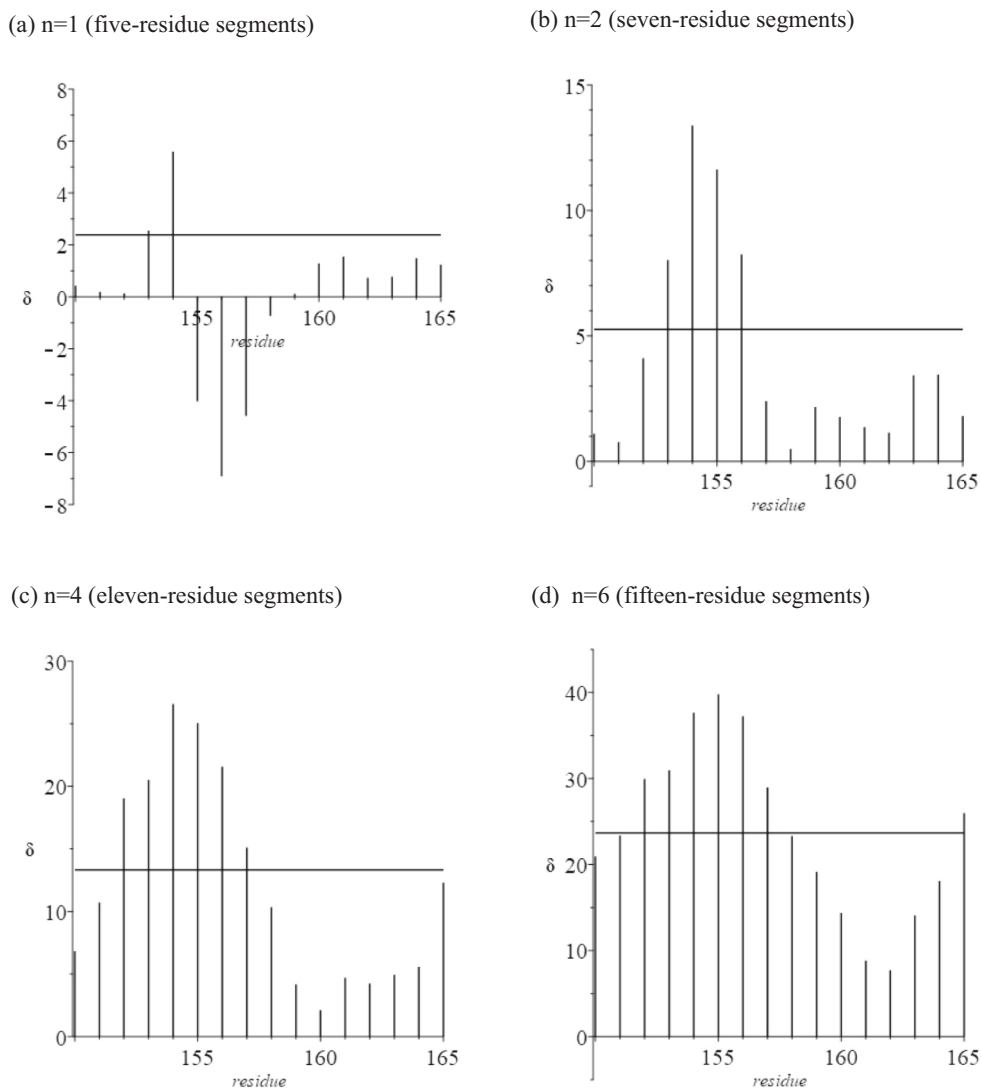 (a) n=1 (five-residue segments)
8
6
4
2
δ
0
155
160
165
residue
−2
−4
−6
−8
(b) n=2 (seven-residue segments)
15
10
δ
5
0
155
160
165
residue
(c) n=4 (eleven-residue segments)
30
20
δ
10
0
155
160
165
residue
(d) n=6 (fifteen-residue segments)
40
30
δ
20
10
0
155
160
165
residue